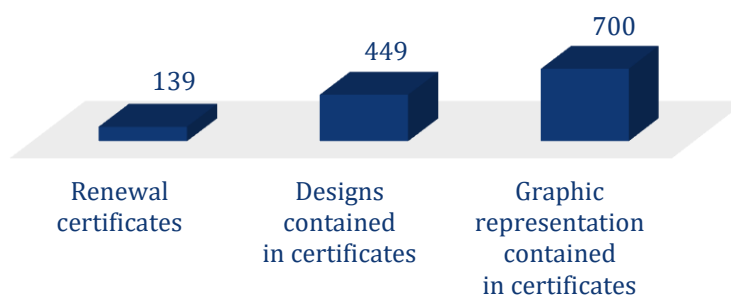 700
449
139
Renewal
certificates
Designs
contained
in certificates
Graphic
representation
contained
in certificates